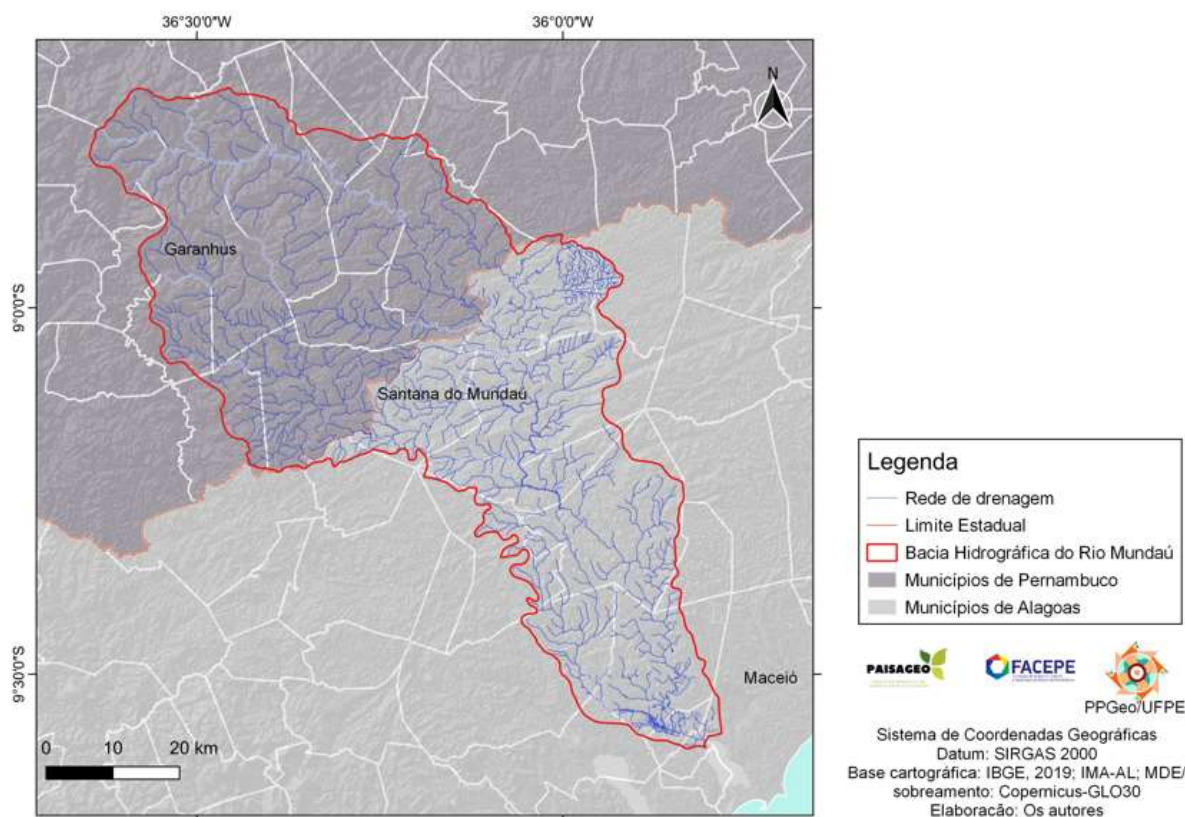 36°30'0"W
36°0'0"W
N
Garanhus
9°0'0"S
Santana do Mundaú
9°30'0"S
Maceió
0 10 20 km
Legenda
Rede de drenagem
Limite Estadual
Bacia Hidrográfica do Rio Mundaú
Municípios de Pernambuco
Municípios de Alagoas
PAISAGEO
FACEPE
PPGeo/UFPE
Sistema de Coordenadas Geográficas
Datum: SIRGAS 2000
Base cartográfica: IBGE, 2019; IMA-AL; MDE/
sobreamento: Copernicus-GLO30
Elaboração: Os autores